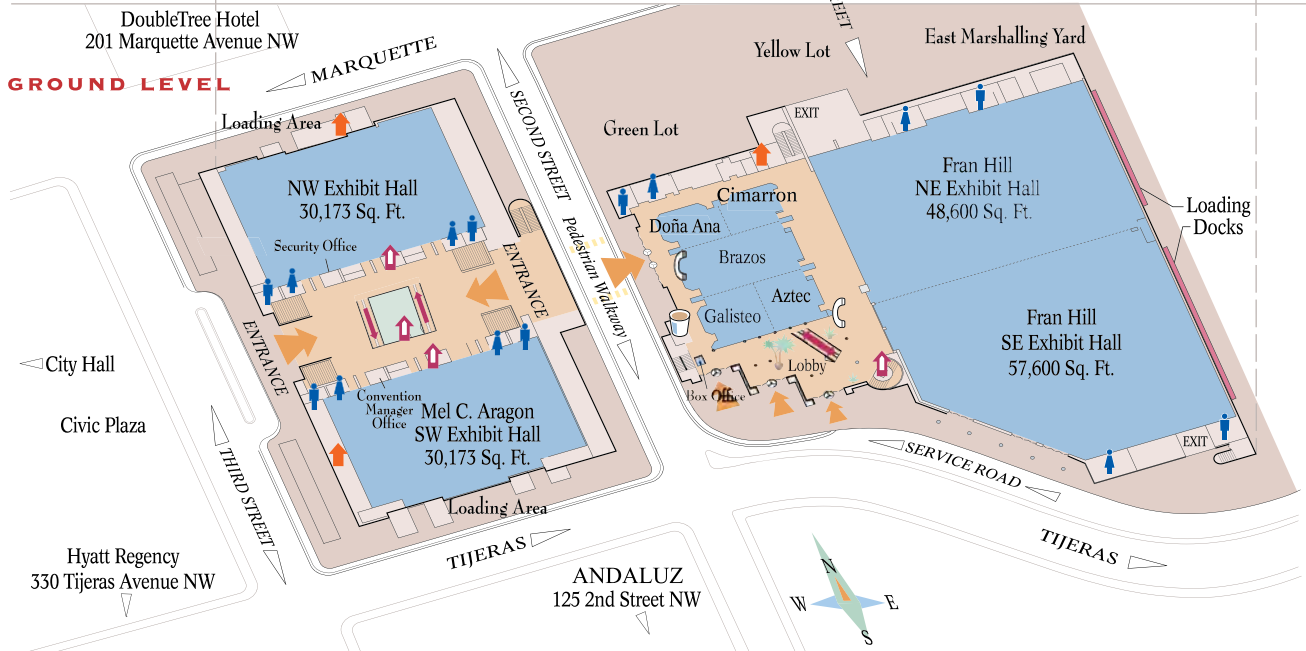 DoubleTree Hotel
201 Marquette Avenue NW
GROUND LEVEL
MARQUETTE
Loading Area
NW Exhibit Hall
30,173 Sq. Ft.
Security Office
ENTRANCE
ENTRANCE
SECOND STREET
Pedestrian Walkway
City Hall
Civic Plaza
THIRD STREET
Convention
Manager
Office
Mel C. Aragon
SW Exhibit Hall
30,173 Sq. Ft.
Loading Area
TIJERAS
Hyatt Regency
330 Tijeras Avenue NW
ANDALUZ
125 2nd Street NW
Green Lot
Yellow Lot
East Marshalling Yard
EXIT
Cimarron
Doña Ana
Brazos
Aztec
Galisteo
Lobby
Box Office
Fran Hill
NE Exhibit Hall
48,600 Sq. Ft.
Loading
Docks
Fran Hill
SE Exhibit Hall
57,600 Sq. Ft.
EXIT
SERVICE ROAD
TIJERAS
N
W
E
S